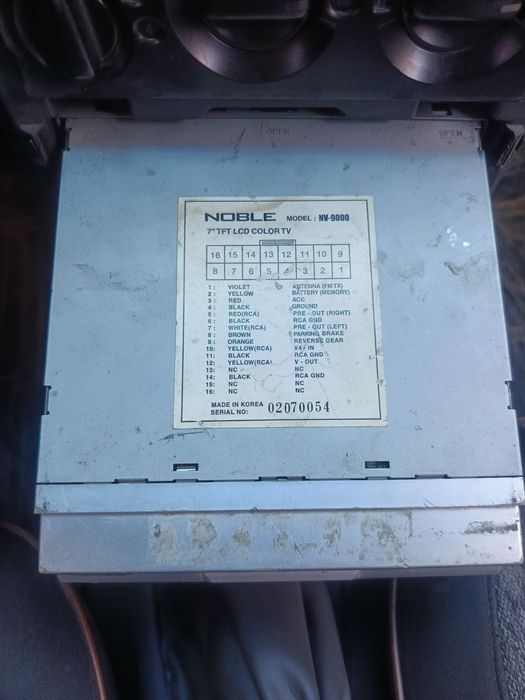 OPEN OPEN OPEN
NOBLE MODEL : NV-9000
7" TFT LCD COLOR TV
16 15 14 13 12 11 10 9
8 7 6 5 4 3 2 1
1 : VIOLET ANTENNA (FM TX)
2 : YELLOW BATTERY (MEMORY)
3 : RED ACC
4 : BLACK GROUND
5 : RED(RCA) PRE - OUT (RIGHT)
6 : BLACK RCA GND
7 : WHITE(RCA) PRE - OUT (LEFT)
8 : BROWN PARKING BRAKE
9 : ORANGE REVERSE GEAR
10: YELLOW(RCA) V4 - IN
11: BLACK RCA GND
12: YELLOW(RCA) V - OUT
13: NC NC
14: BLACK RCA GND
15: NC NC
16: NC NC
MADE IN KOREA
SERIAL NO: 02070054